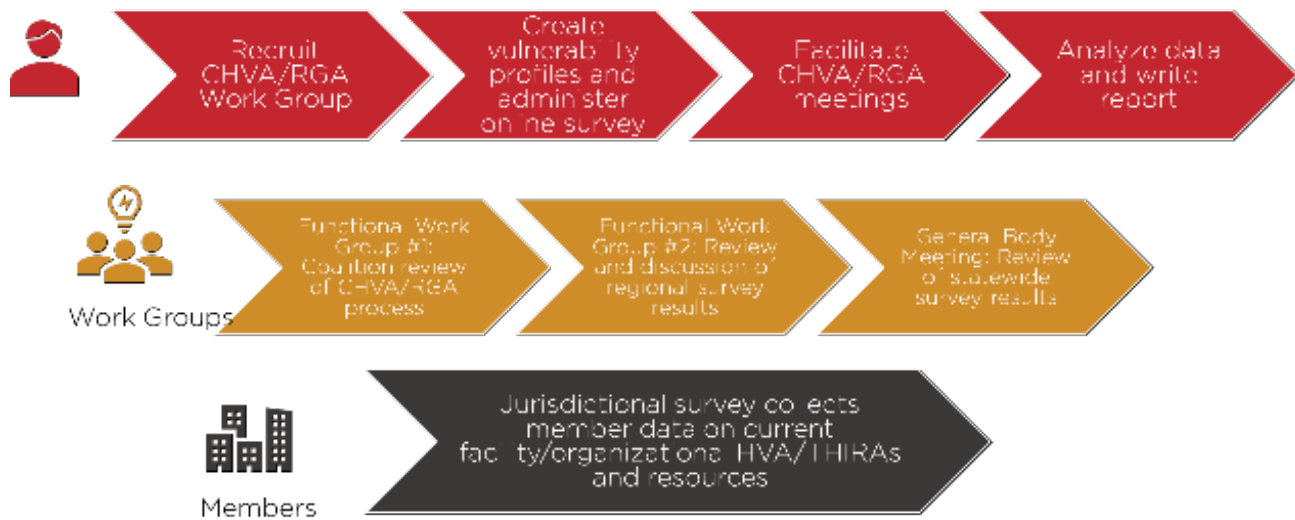 Recruit
CHVA/RGA
Work Group
Create
vulnerability
profiles and
administer
online survey
Facilitate
CHVA/RGA
meetings
Analyze data
and write
report
Work Groups
Functional Work
Group #1:
Coalition review
of CHVA/RGA
process
Functional Work
Group #2: Review
and discussion of
regional survey
results
General Body
Meeting: Review
of statewide
survey results
Members
Jurisdictional survey collects
member data on current
facility/organizational HVA/THIRAs
and resources